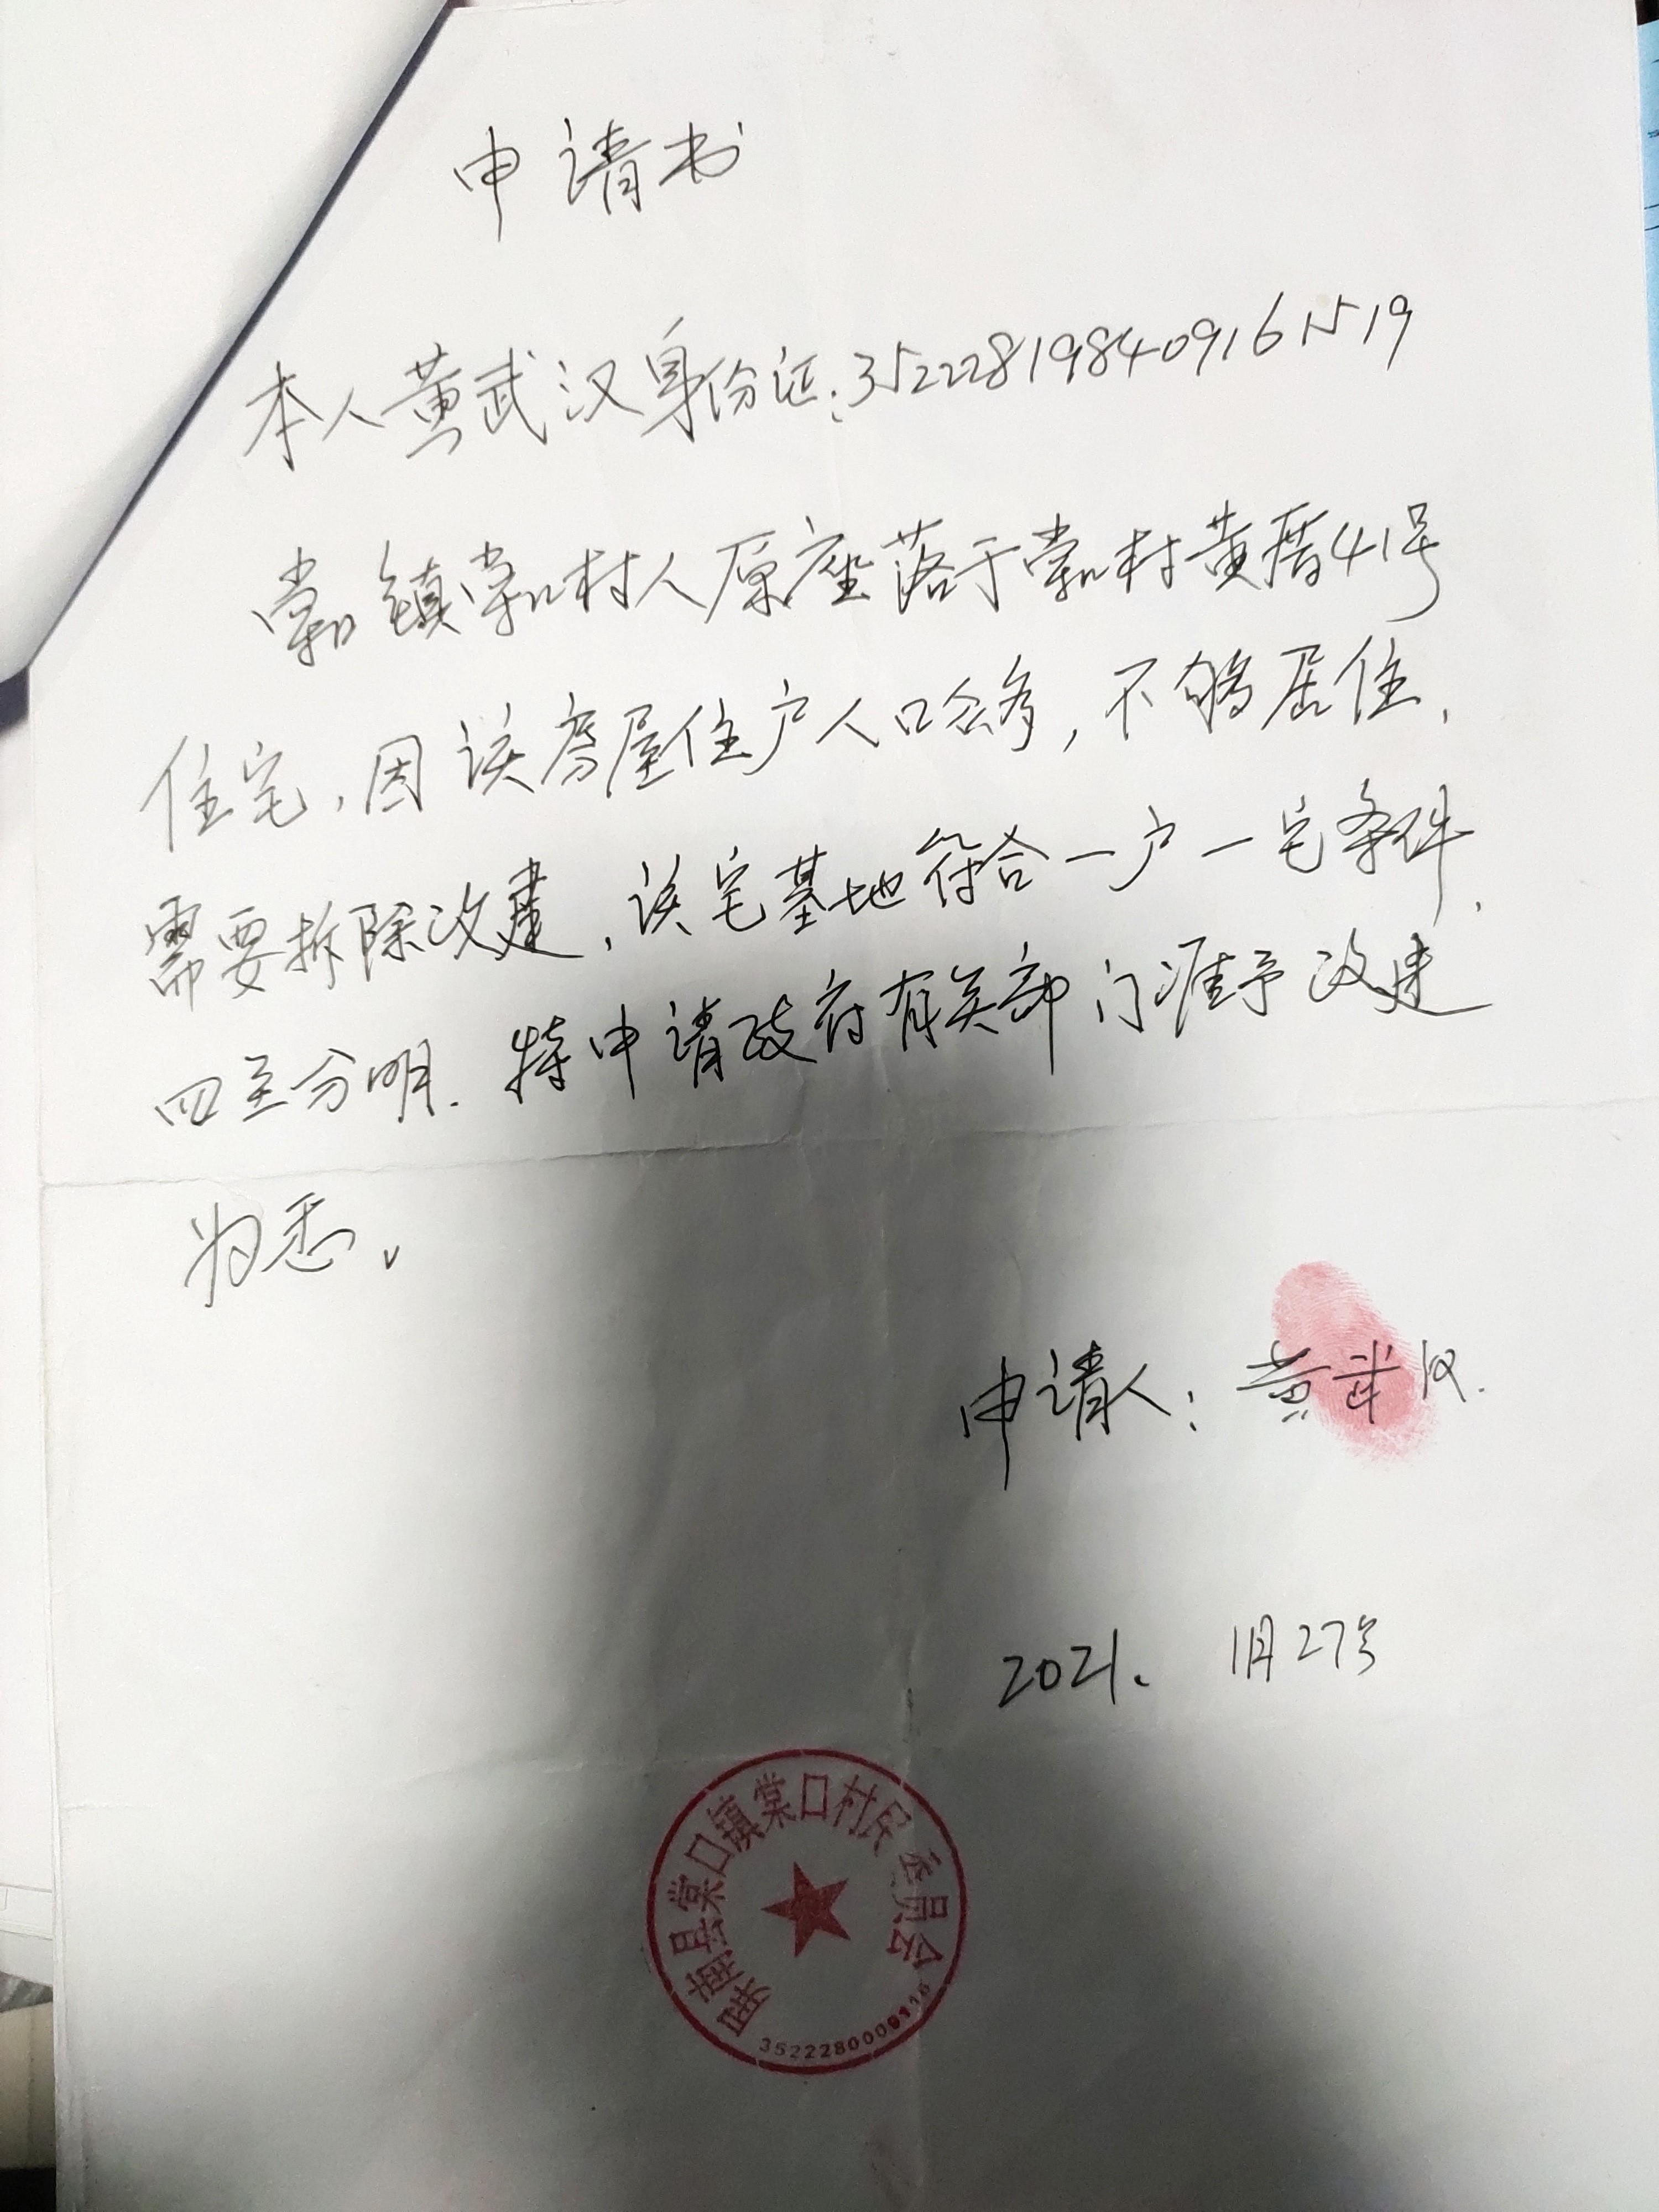 申请书
本人黄武汉身份证:352228198409161519
棠口镇棠口村人原座落于棠口村黄厝41号
住宅,因该房屋住户人口众多,不够居住,
需要拆除改建,该宅基地符合一户一宅条件,
四至分明.特申请政府有关部门准予改建
为盼。
申请人:黄武汉.
2021. 1月27号
屏南县棠口镇棠口村民委员会